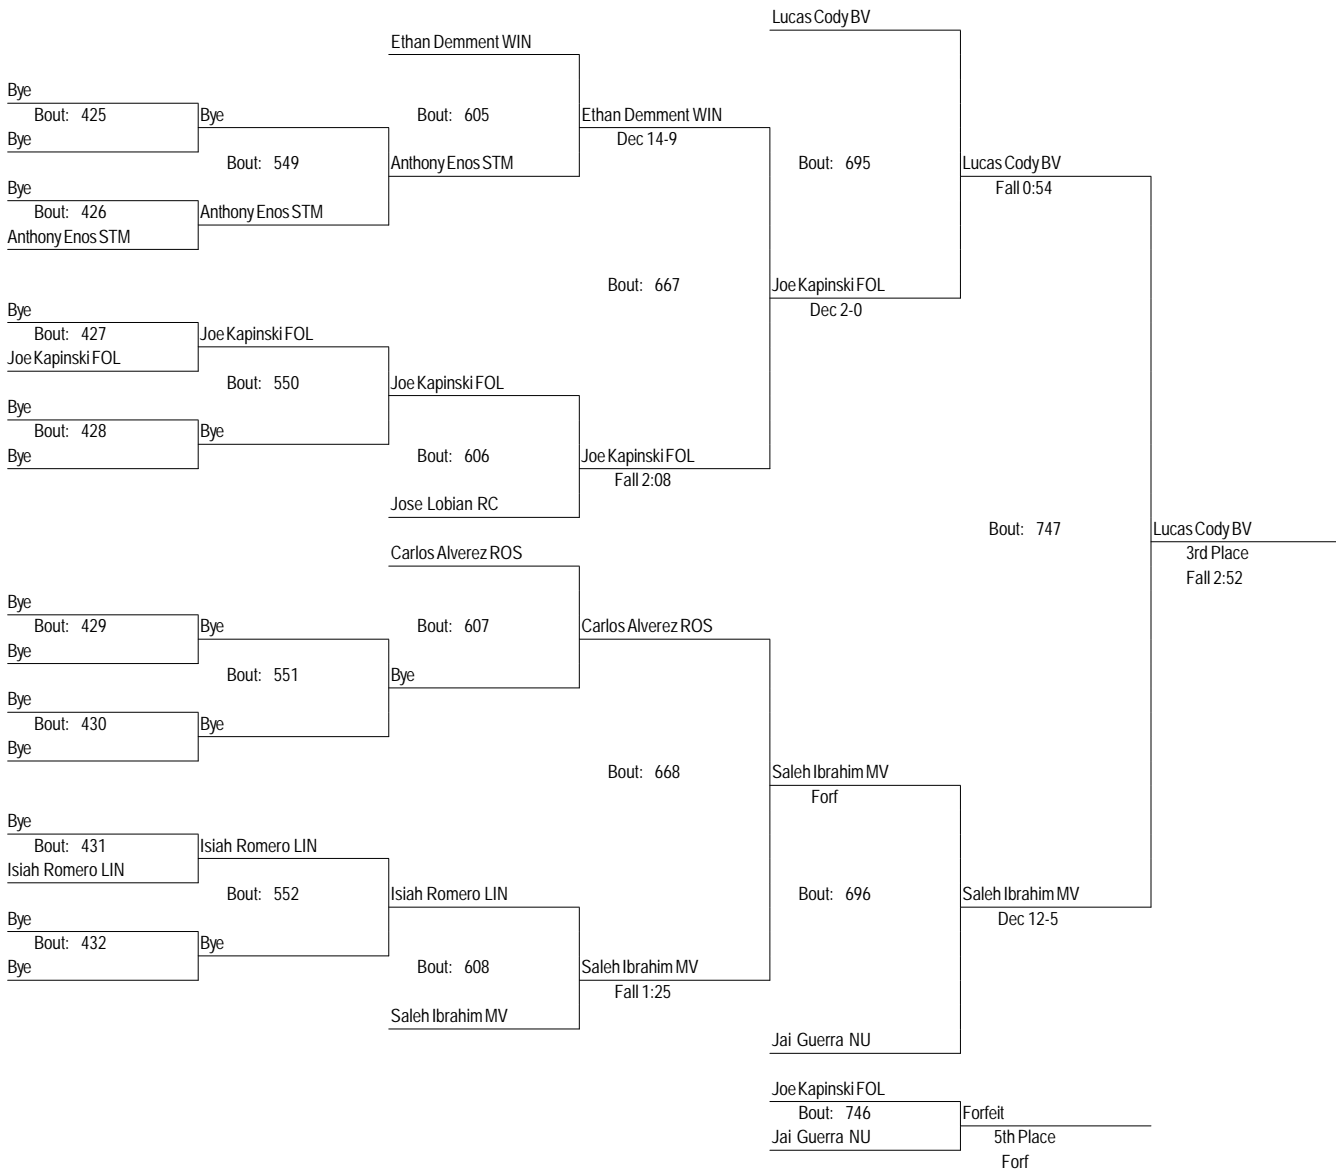 Lucas Cody BV
Ethan Demment WIN
Bye
Bout: 425
Bye
Bout: 605
Ethan Demment WIN
Bye
Dec 14-9
Bout: 549
Anthony Enos STM
Bout: 695
Lucas Cody BV
Bye
Fall 0:54
Bout: 426
Anthony Enos STM
Anthony Enos STM
Bout: 667
Joe Kapinski FOL
Bye
Dec 2-0
Bout: 427
Joe Kapinski FOL
Joe Kapinski FOL
Bout: 550
Joe Kapinski FOL
Bye
Bout: 428
Bye
Bye
Bout: 606
Joe Kapinski FOL
Fall 2:08
Jose Lobian RC
Bout: 747
Lucas Cody BV
Carlos Alverez ROS
3rd Place
Fall 2:52
Bye
Bout: 429
Bye
Bout: 607
Carlos Alverez ROS
Bye
Bout: 551
Bye
Bye
Bout: 430
Bye
Bye
Bout: 668
Saleh Ibrahim MV
Forf
Bye
Bout: 431
Isiah Romero LIN
Isiah Romero LIN
Bout: 552
Isiah Romero LIN
Bout: 696
Saleh Ibrahim MV
Bye
Dec 12-5
Bout: 432
Bye
Bye
Bout: 608
Saleh Ibrahim MV
Fall 1:25
Saleh Ibrahim MV
Jai Guerra NU
Joe Kapinski FOL
Bout: 746
Forfeit
Jai Guerra NU
5th Place
Forf